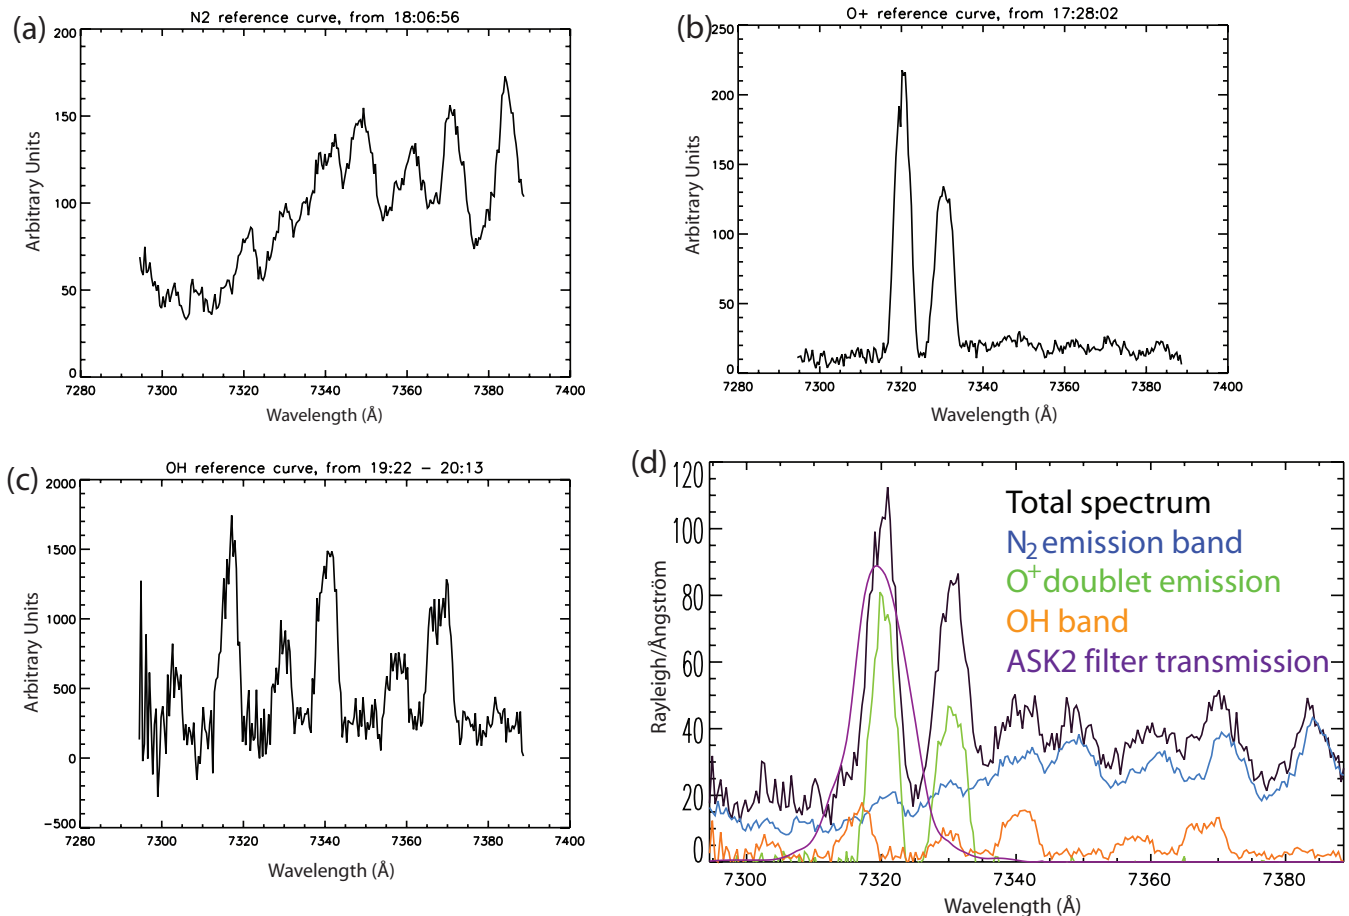 (a)
N2 reference curve, from 18:06:56
200
150
100
50
0
7280 7300 7320 7340 7360 7380 7400
Arbitrary Units
Wavelength (Å)
(b)
O+ reference curve, from 17:28:02
250
200
150
100
50
0
7280 7300 7320 7340 7360 7380 7400
Arbitrary Units
Wavelength (Å)
(c)
OH reference curve, from 19:22 – 20:13
2000
1500
1000
500
0
−500
7280 7300 7320 7340 7360 7380 7400
Arbitrary Units
Wavelength (Å)
(d)
120
100
80
60
40
20
0
7300 7320 7340 7360 7380
Rayleigh/Ångström
Wavelength (Å)
Total spectrum
N₂ emission band
O⁺ doublet emission
OH band
ASK2 filter transmission